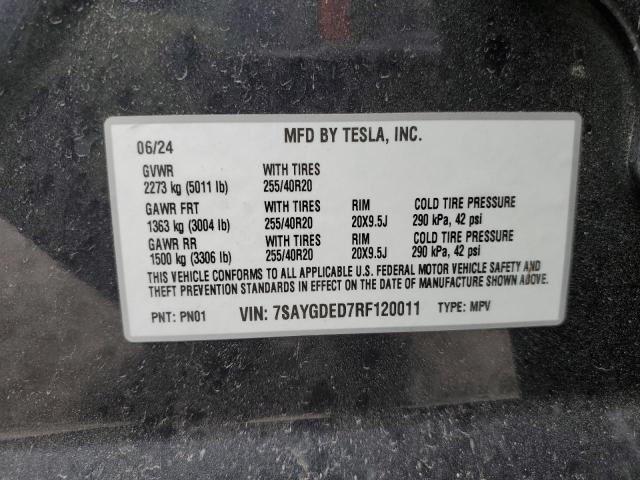 06/24 MFD BY TESLA, INC.
GVWR WITH TIRES
2273 kg (5011 lb) 255/40R20
GAWR FRT WITH TIRES RIM COLD TIRE PRESSURE
1363 kg (3004 lb) 255/40R20 20X9.5J 290 kPa, 42 psi
GAWR RR WITH TIRES RIM COLD TIRE PRESSURE
1500 kg (3306 lb) 255/40R20 20X9.5J 290 kPa, 42 psi
THIS VEHICLE CONFORMS TO ALL APPLICABLE U.S. FEDERAL MOTOR VEHICLE SAFETY AND
THEFT PREVENTION STANDARDS IN EFFECT ON THE DATE OF MANUFACTURE SHOWN ABOVE.
PNT: PN01 VIN: 7SAYGDED7RF120011 TYPE: MPV